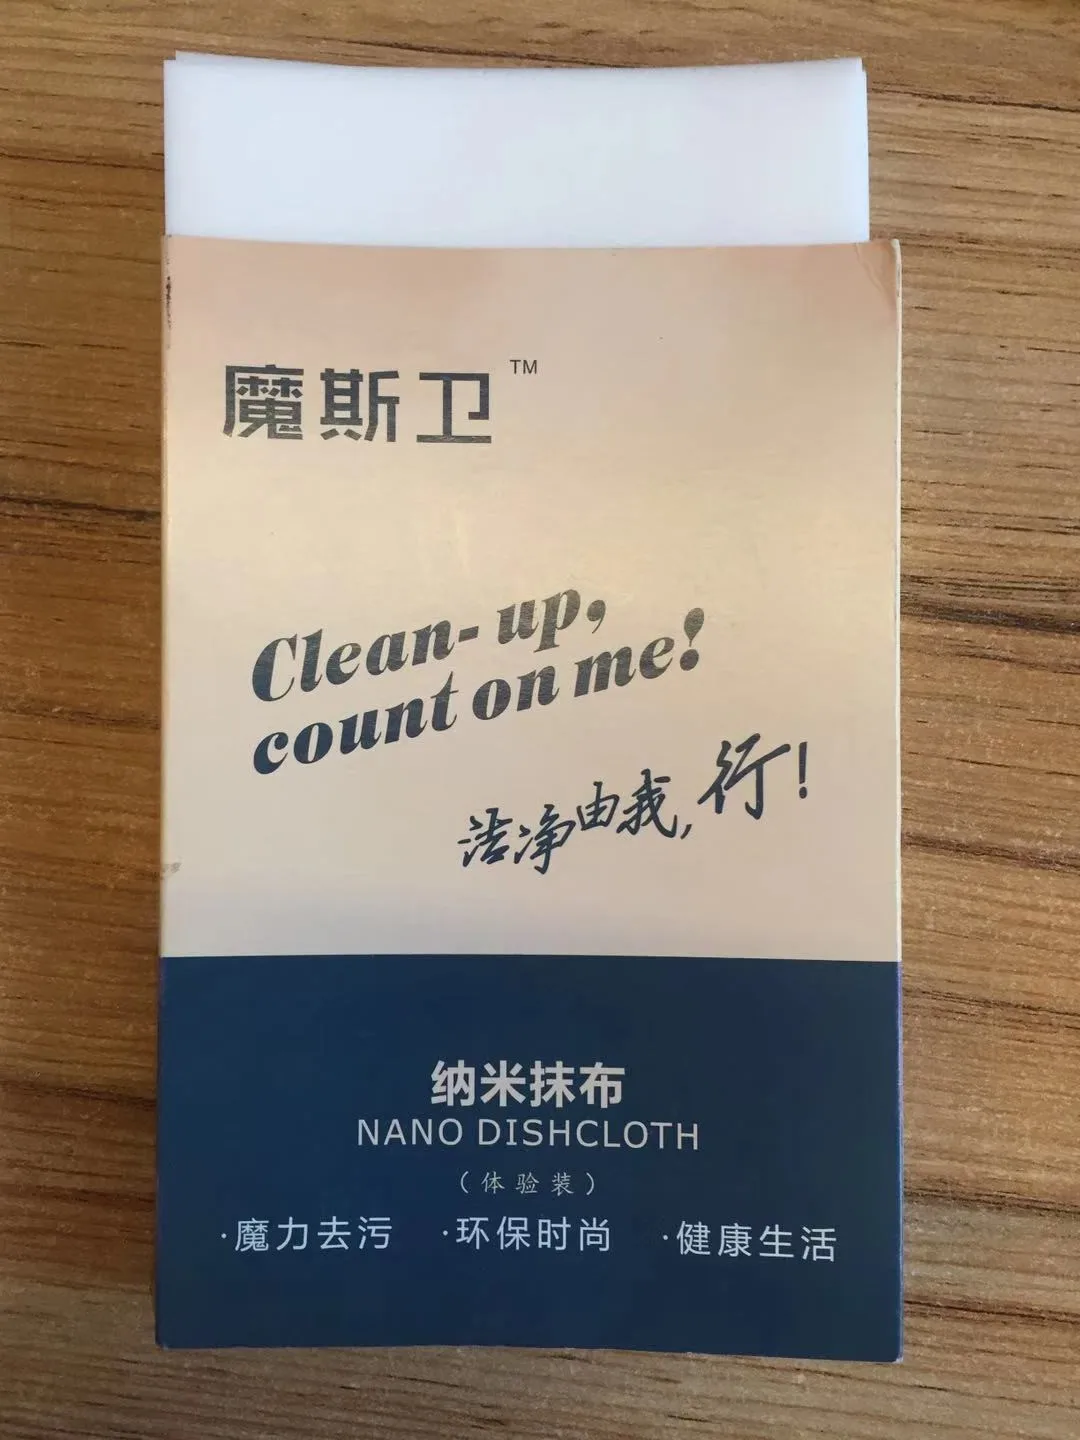 魔斯卫™
Clean-up,
count on me!
洁净由我,行!
纳米抹布
NANO DISHCLOTH
(体验装)
·魔力去污 ·环保时尚 ·健康生活